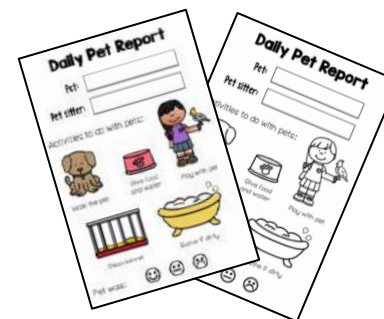 Daily Pet Report
Pet:
Pet sitter:
Activities to do with pets:
Walk the pet
Give food
and water
Play with pet
Clean kennel
Bathe if dirty
Pet was:
Daily Pet Report
Pet:
Pet sitter:
Activities to do with pets:
Give food
and water
Play with pet
Bathe if dirty